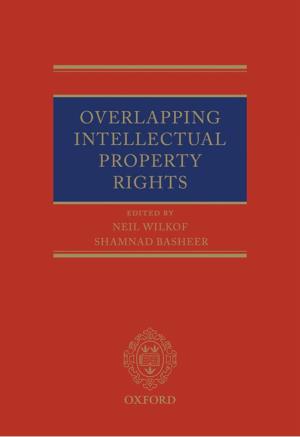 OVERLAPPING
INTELLECTUAL
PROPERTY
RIGHTS
EDITED BY
NEIL WILKOF
SHAMNAD BASHEER
OXFORD